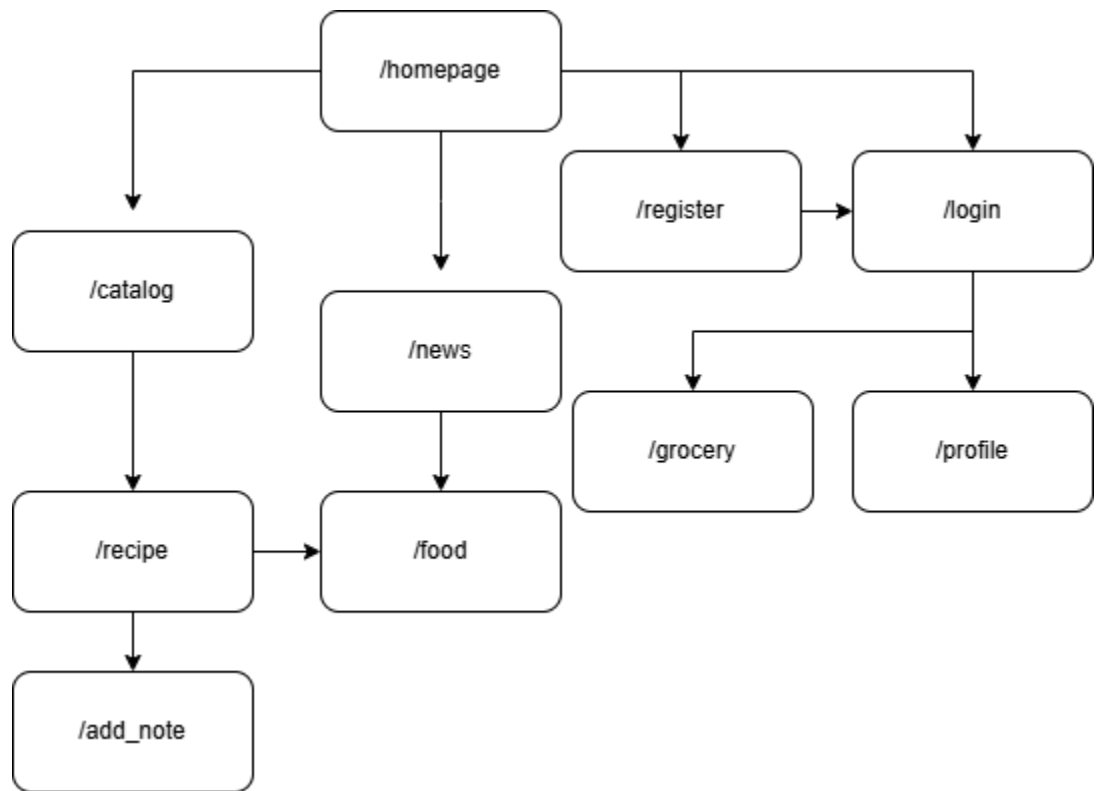 /homepage
/register
/login
/catalog
/news
/grocery
/profile
/recipe
/food
/add_note